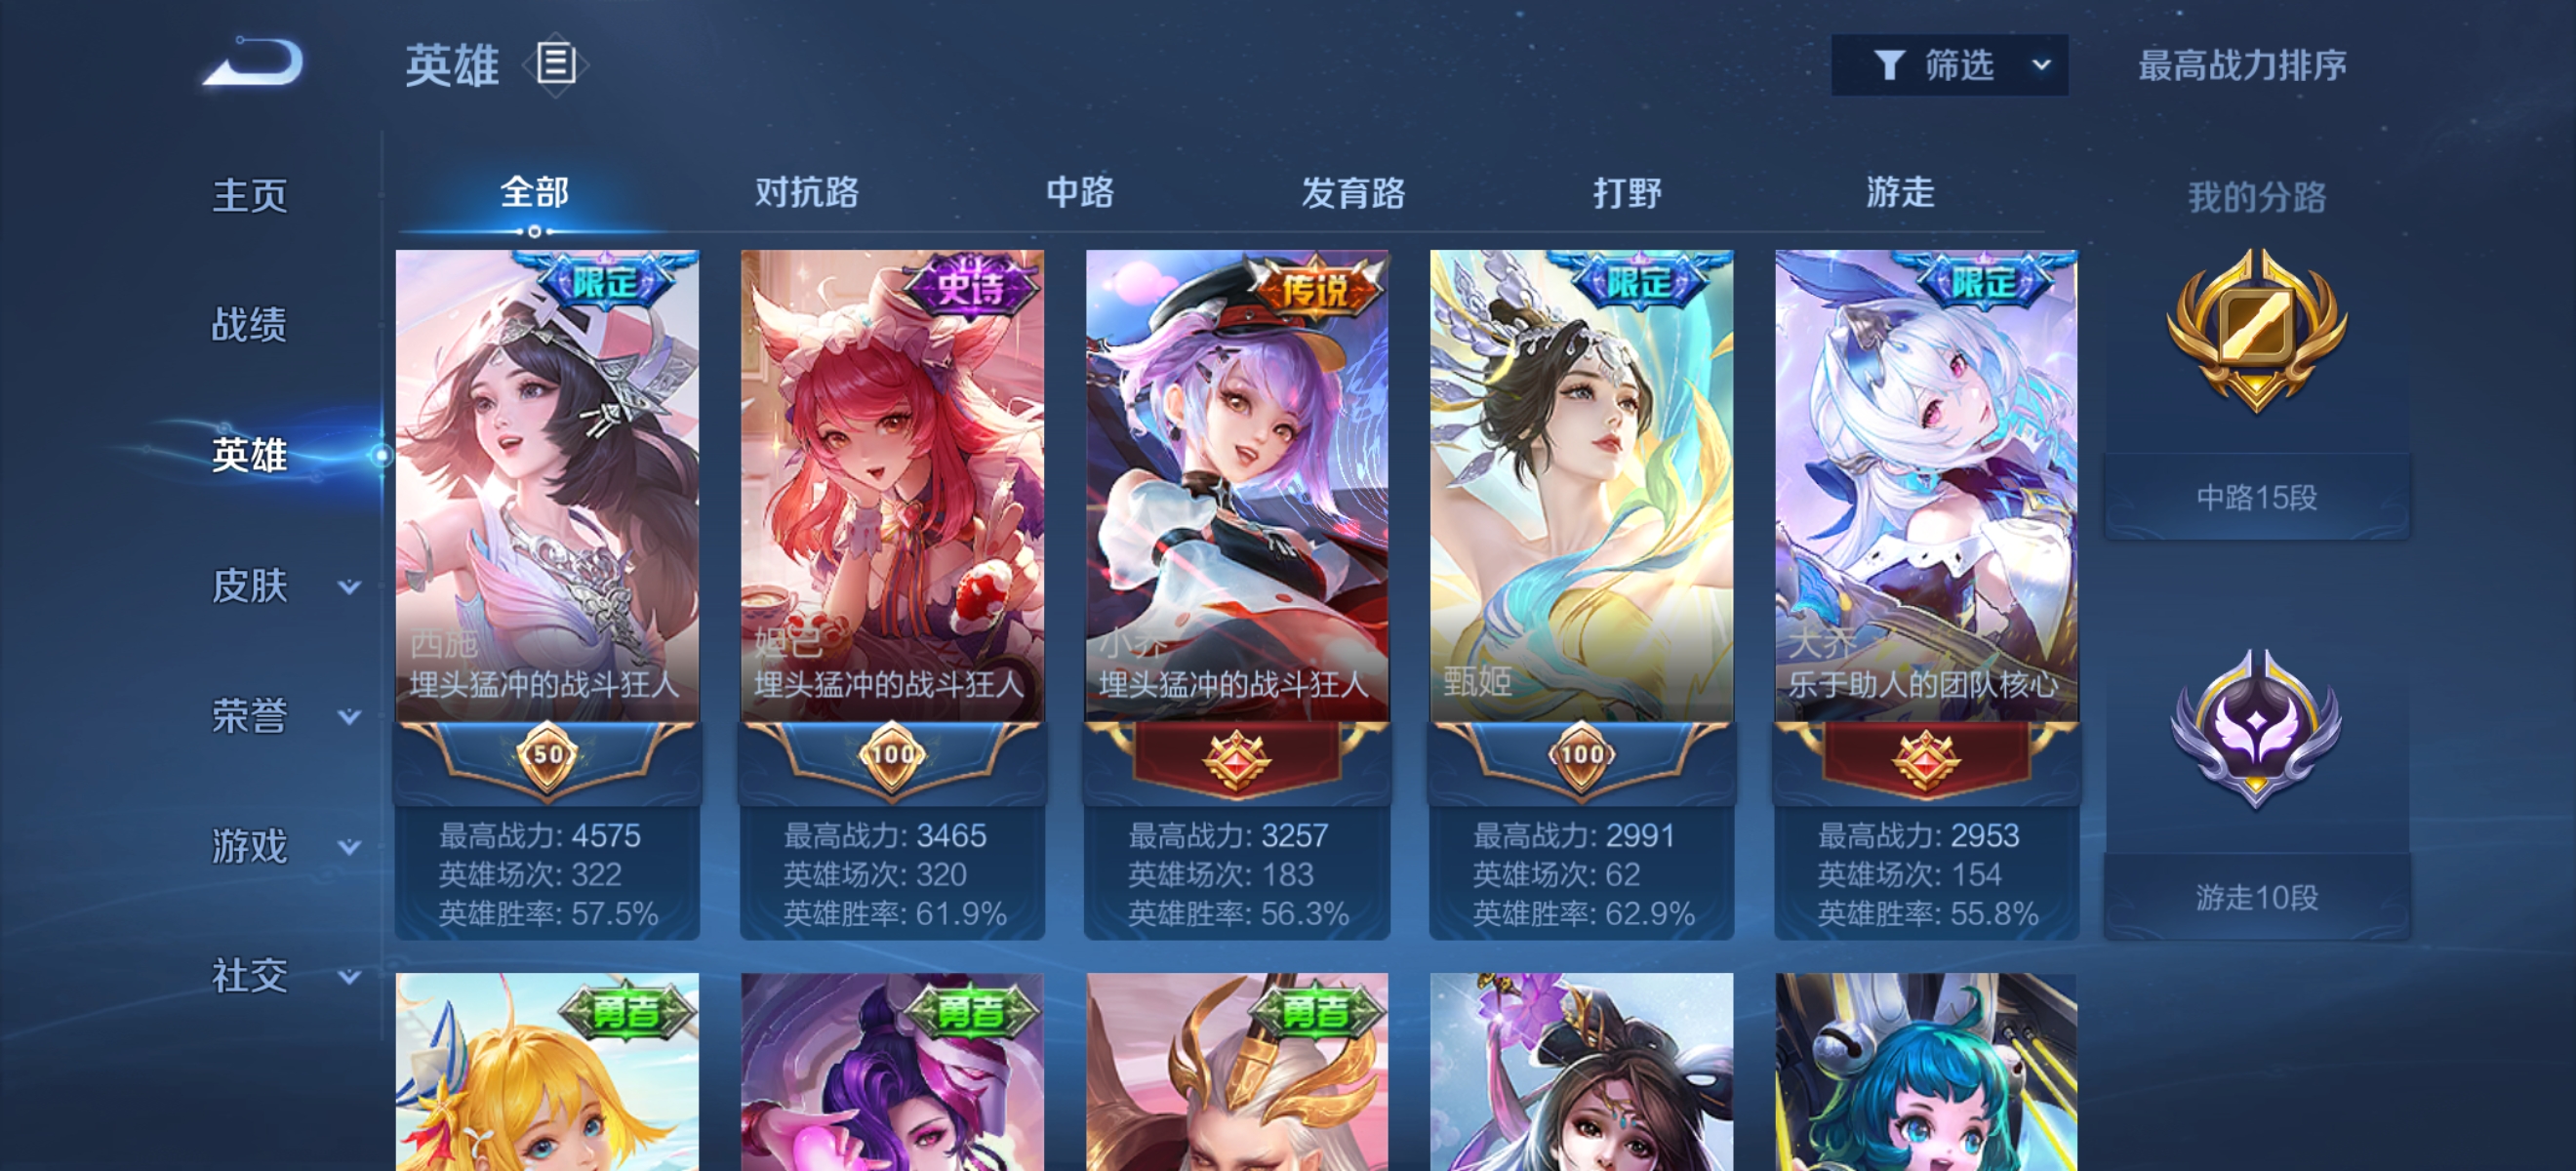 英雄
筛选
最高战力排序
主页
战绩
英雄
皮肤
荣誉
游戏
社交
全部 对抗路 中路 发育路 打野 游走
我的分路
限定 史诗 传说 限定 限定
西施 妲己 小乔 甄姬 大乔
埋头猛冲的战斗狂人 埋头猛冲的战斗狂人 埋头猛冲的战斗狂人 乐于助人的团队核心
50 100 100
最高战力: 4575 最高战力: 3465 最高战力: 3257 最高战力: 2991 最高战力: 2953
英雄场次: 322 英雄场次: 320 英雄场次: 183 英雄场次: 62 英雄场次: 154
英雄胜率: 57.5% 英雄胜率: 61.9% 英雄胜率: 56.3% 英雄胜率: 62.9% 英雄胜率: 55.8%
中路15段
游走10段
勇者 勇者 勇者